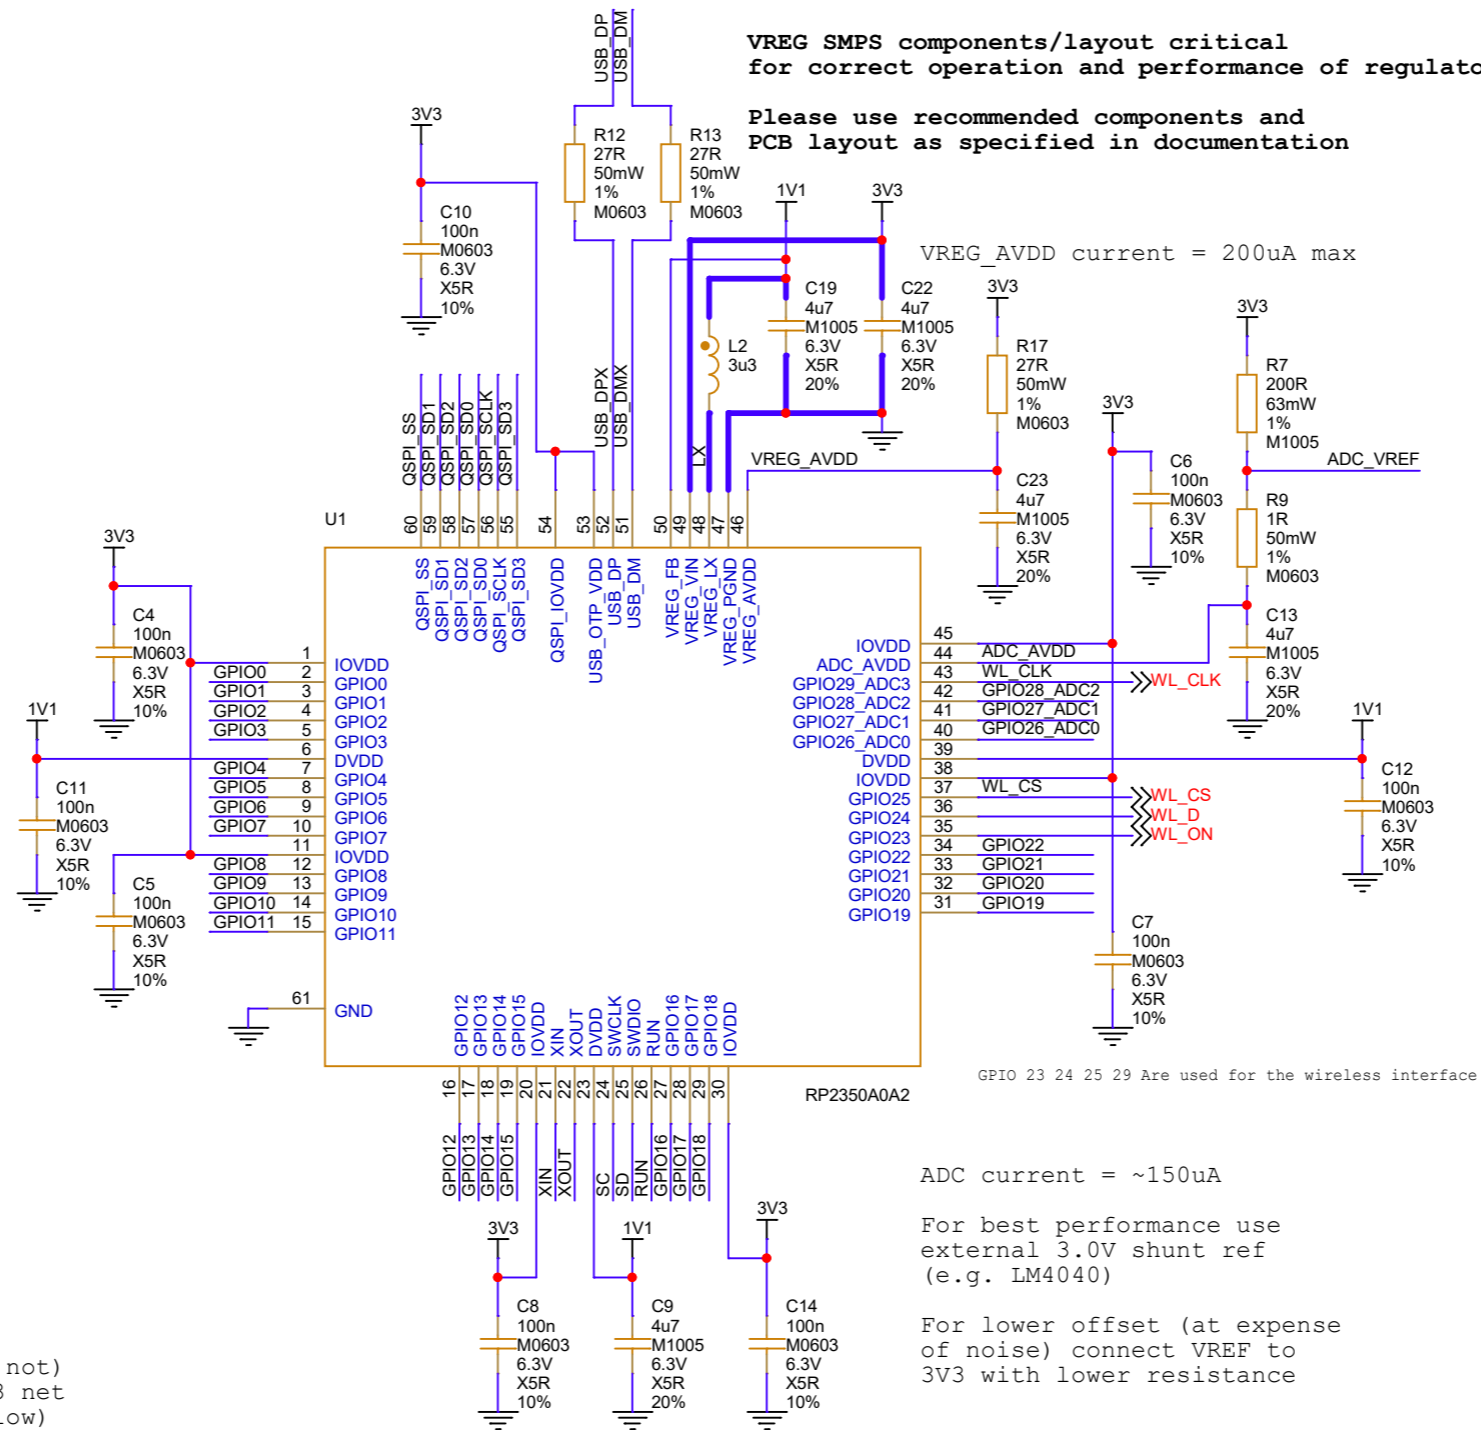 USB_DP
USB_DM
VREG SMPS components/layout critical
for correct operation and performance of regulato
Please use recommended components and
PCB layout as specified in documentation
3V3
C10
100n
M0603
6.3V
X5R
10%
R12
27R
50mW
1%
M0603
R13
27R
50mW
1%
M0603
1V1
3V3
VREG_AVDD current = 200uA max
C19
4u7
M1005
6.3V
X5R
20%
C22
4u7
M1005
6.3V
X5R
20%
L2
3u3
3V3
R17
27R
50mW
1%
M0603
3V3
R7
200R
63mW
1%
M1005
ADC_VREF
R9
1R
50mW
1%
M0603
C13
4u7
M1005
6.3V
X5R
20%
3V3
C6
100n
M0603
6.3V
X5R
10%
C23
4u7
M1005
6.3V
X5R
20%
QSPI_SS
QSPI_SD1
QSPI_SD2
QSPI_SD0
QSPI_SCLK
QSPI_SD3
USB_DPX
USB_DMX
LX
VREG_AVDD
U1
60
59
58
57
56
55
54
53
52
51
50
49
48
47
46
QSPI_SS
QSPI_SD1
QSPI_SD2
QSPI_SD0
QSPI_SCLK
QSPI_SD3
QSPI_IOVDD
USB_OTP_VDD
USB_DP
USB_DM
VREG_FB
VREG_VIN
VREG_LX
VREG_PGND
VREG_AVDD
3V3
C4
100n
M0603
6.3V
X5R
10%
1V1
C11
100n
M0603
6.3V
X5R
10%
C5
100n
M0603
6.3V
X5R
10%
1 IOVDD
GPIO0 2 GPIO0
GPIO1 3 GPIO1
GPIO2 4 GPIO2
GPIO3 5 GPIO3
6 DVDD
GPIO4 7 GPIO4
GPIO5 8 GPIO5
GPIO6 9 GPIO6
GPIO7 10 GPIO7
11 IOVDD
GPIO8 12 GPIO8
GPIO9 13 GPIO9
GPIO10 14 GPIO10
GPIO11 15 GPIO11
61 GND
IOVDD 45
ADC_AVDD 44 ADC_AVDD
GPIO29_ADC3 43 WL_CLK WL_CLK
GPIO28_ADC2 42 GPIO28_ADC2
GPIO27_ADC1 41 GPIO27_ADC1
GPIO26_ADC0 40 GPIO26_ADC0
DVDD 39
IOVDD 38
GPIO25 37 WL_CS WL_CS
GPIO24 36 WL_D
GPIO23 35 WL_ON
GPIO22 34 GPIO22
GPIO21 33 GPIO21
GPIO20 32 GPIO20
GPIO19 31 GPIO19
1V1
C12
100n
M0603
6.3V
X5R
10%
C7
100n
M0603
6.3V
X5R
10%
GPIO12
GPIO13
GPIO14
GPIO15
IOVDD
XIN
XOUT
DVDD
SWCLK
SWDIO
RUN
GPIO16
GPIO17
GPIO18
IOVDD
16
17
18
19
20
21
22
23
24
25
26
27
28
29
30
RP2350A0A2
GPIO 23 24 25 29 Are used for the wireless interface
GPIO12
GPIO13
GPIO14
GPIO15
XIN
XOUT
SC
SD
RUN
GPIO16
GPIO17
GPIO18
3V3
C8
100n
M0603
6.3V
X5R
10%
1V1
C9
4u7
M1005
6.3V
X5R
20%
3V3
C14
100n
M0603
6.3V
X5R
10%
ADC current = ~150uA
For best performance use
external 3.0V shunt ref
(e.g. LM4040)
For lower offset (at expense
of noise) connect VREF to
3V3 with lower resistance
not)
net
low)